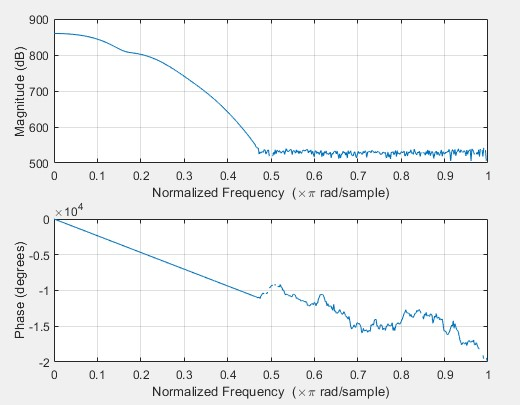 900
800
700
600
500
Magnitude (dB)
0 0.1 0.2 0.3 0.4 0.5 0.6 0.7 0.8 0.9 1
Normalized Frequency (×π rad/sample)
×10⁴
0
-0.5
-1
-1.5
-2
Phase (degrees)
0 0.1 0.2 0.3 0.4 0.5 0.6 0.7 0.8 0.9 1
Normalized Frequency (×π rad/sample)